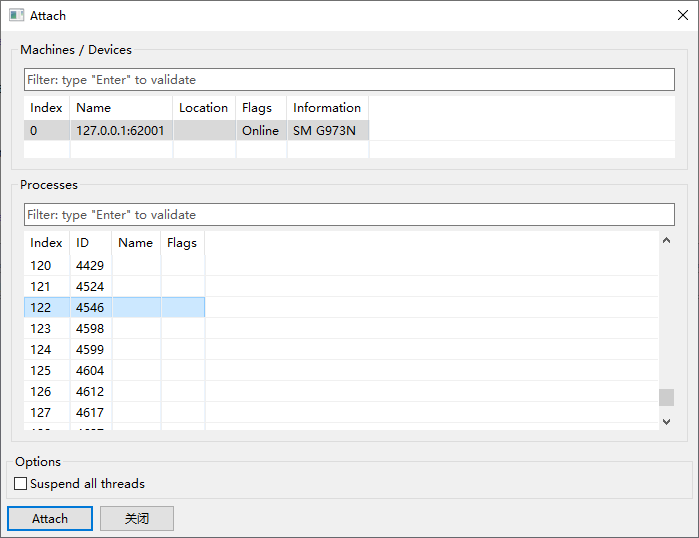 Attach
Machines / Devices
Filter: type "Enter" to validate
Index Name Location Flags Information
0 127.0.0.1:62001 Online SM G973N
Processes
Filter: type "Enter" to validate
Index ID Name Flags
120 4429
121 4524
122 4546
123 4598
124 4599
125 4604
126 4612
127 4617
Options
Suspend all threads
Attach 关闭